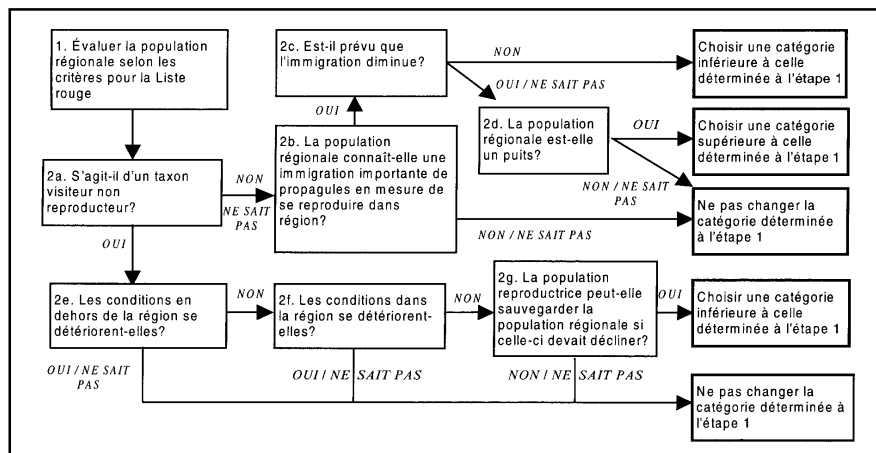 1. Évaluer la population
régionale selon les
critères pour la Liste
rouge
2c. Est-il prévu que
l'immigration diminue?
NON
Choisir une catégorie
inférieure à celle
déterminée à l'étape 1
OUI / NE SAIT PAS
OUI
2d. La population
régionale est-elle
un puits?
OUI
Choisir une catégorie
supérieure à celle
déterminée à l'étape 1
NON / NE SAIT
PAS
2a. S'agit-il d'un taxon
visiteur non
reproducteur?
NON
NE SAIT
PAS
2b. La population
régionale connaît-elle une
immigration importante de
propagules en mesure de
se reproduire dans
région?
NON / NE SAIT PAS
Ne pas changer la
catégorie déterminée
à l'étape 1
OUI
2e. Les conditions en
dehors de la région se
détériorent-elles?
NON
2f. Les conditions dans
la région se détériorent-
elles?
NON
2g. La population
reproductrice peut-elle
sauvegarder la
population régionale si
celle-ci devait décliner?
OUI
Choisir une catégorie
inférieure à celle
déterminée à l'étape 1
OUI / NE SAIT
PAS
OUI / NE SAIT PAS
NON / NE SAIT PAS
Ne pas changer la
catégorie déterminée à
l'étape 1